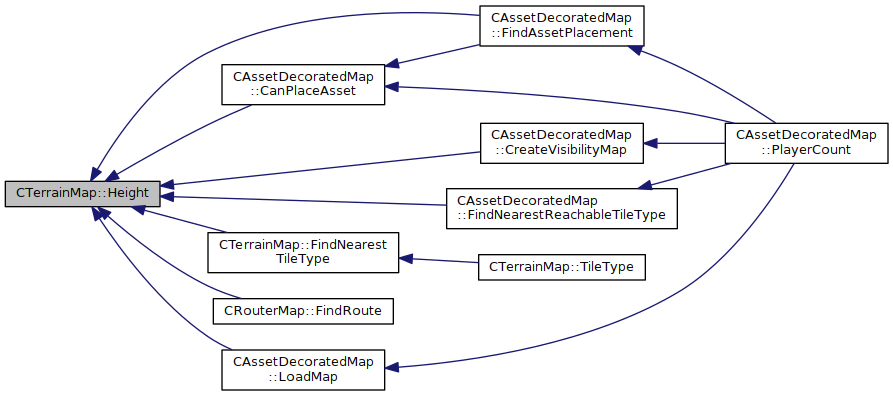 CAssetDecoratedMap
::FindAssetPlacement
CAssetDecoratedMap
::CanPlaceAsset
CAssetDecoratedMap
::CreateVisibilityMap
CAssetDecoratedMap
::PlayerCount
CTerrainMap::Height
CAssetDecoratedMap
::FindNearestReachableTileType
CTerrainMap::FindNearest
TileType
CTerrainMap::TileType
CRouterMap::FindRoute
CAssetDecoratedMap
::LoadMap